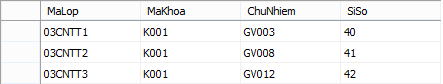 MaLop MaKhoa ChuNhiem SiSo
03CNTT1 K001 GV003 40
03CNTT2 K001 GV008 41
03CNTT3 K001 GV012 42